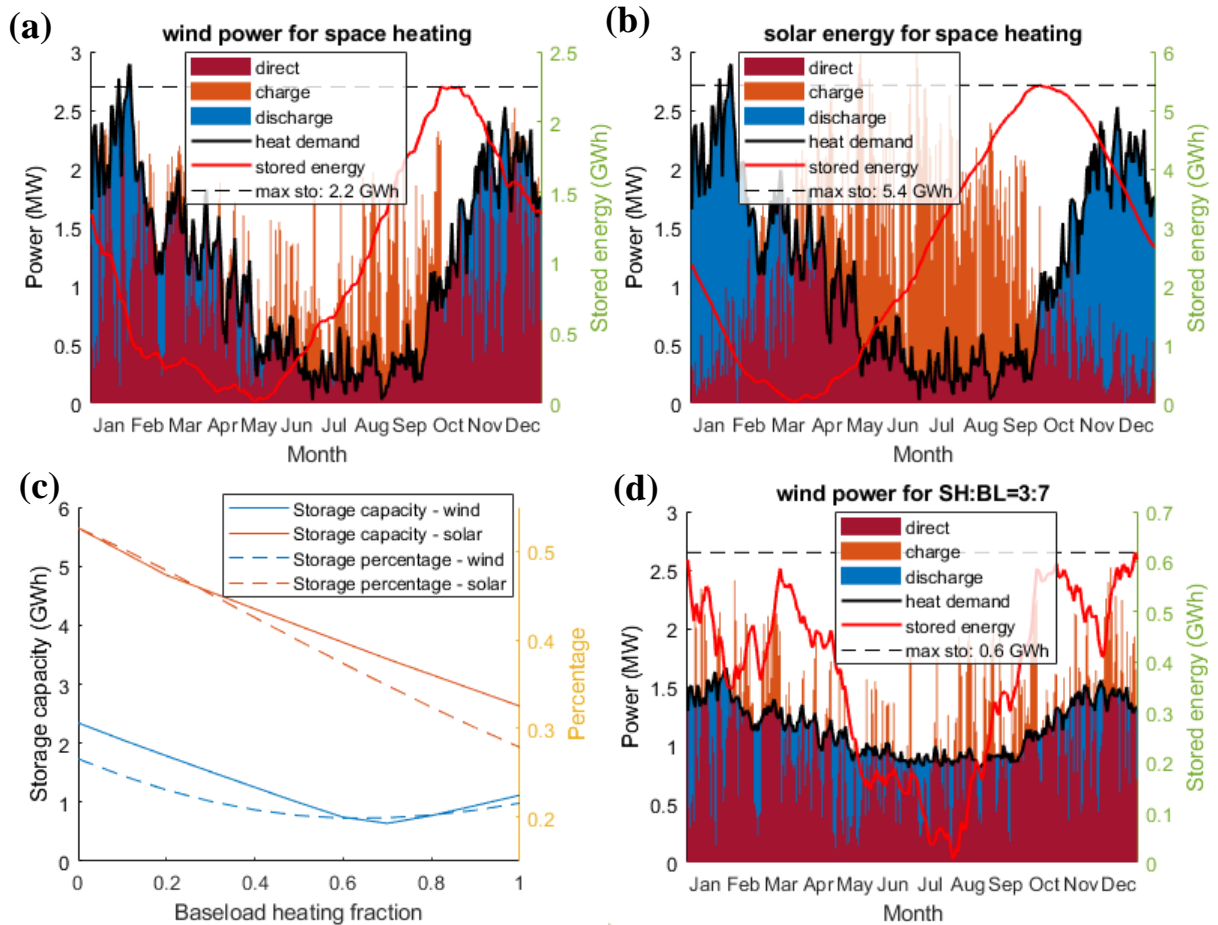 (a)
wind power for space heating
3
2.5
2
1.5
1
0.5
0
Power (MW)
direct
charge
discharge
heat demand
stored energy
max sto: 2.2 GWh
2.5
2
1.5
1
0.5
0
Stored energy (GWh)
Jan Feb Mar Apr May Jun Jul Aug Sep Oct Nov Dec
Month
(b)
solar energy for space heating
3
2.5
2
1.5
1
0.5
0
Power (MW)
direct
charge
discharge
heat demand
stored energy
max sto: 5.4 GWh
6
5
4
3
2
1
0
Stored energy (GWh)
Jan Feb Mar Apr May Jun Jul Aug Sep Oct Nov Dec
Month
(c)
6
5
4
3
2
1
0
Storage capacity (GWh)
Storage capacity - wind
Storage capacity - solar
Storage percentage - wind
Storage percentage - solar
0.5
0.4
0.3
0.2
Percentage
0 0.2 0.4 0.6 0.8 1
Baseload heating fraction
(d)
wind power for SH:BL=3:7
3
2.5
2
1.5
1
0.5
0
Power (MW)
direct
charge
discharge
heat demand
stored energy
max sto: 0.6 GWh
0.7
0.6
0.5
0.4
0.3
0.2
0.1
0
Stored energy (GWh)
Jan Feb Mar Apr May Jun Jul Aug Sep Oct Nov Dec
Month